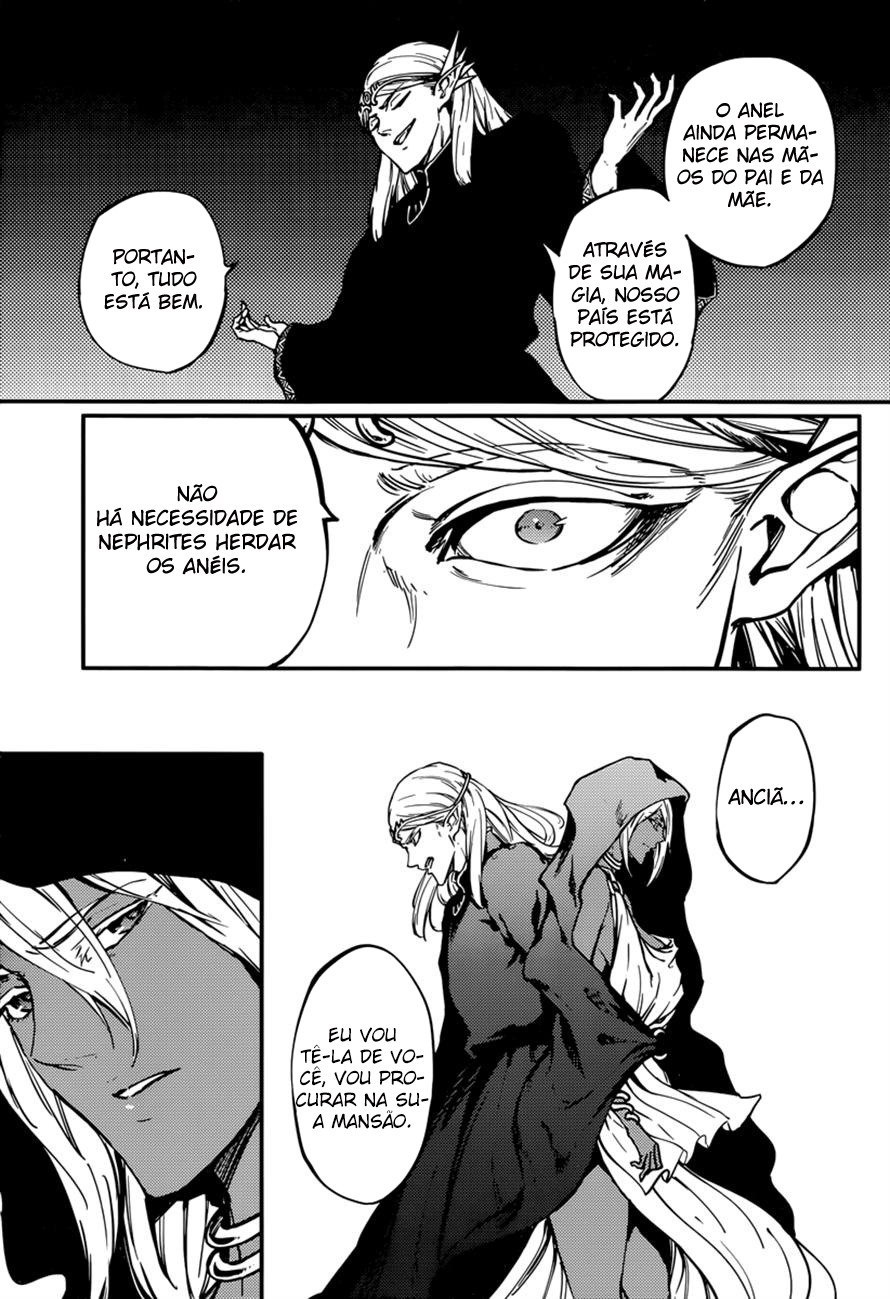 O ANEL
AINDA PERMA-
NECE NAS MÃ-
OS DO PAI E DA
MÃE.
ATRAVÉS
DE SUA MA-
GIA, NOSSO
PAÍS ESTÁ
PROTEGIDO.
PORTAN-
TO, TUDO
ESTÁ BEM.
NÃO
HÁ NECESSIDADE DE
NEPHRITES HERDAR
OS ANÉIS.
ANCIÃ...
EU VOU
TÊ-LA DE VO-
CÊ, VOU PRO-
CURAR NA SU-
A MANSÃO.